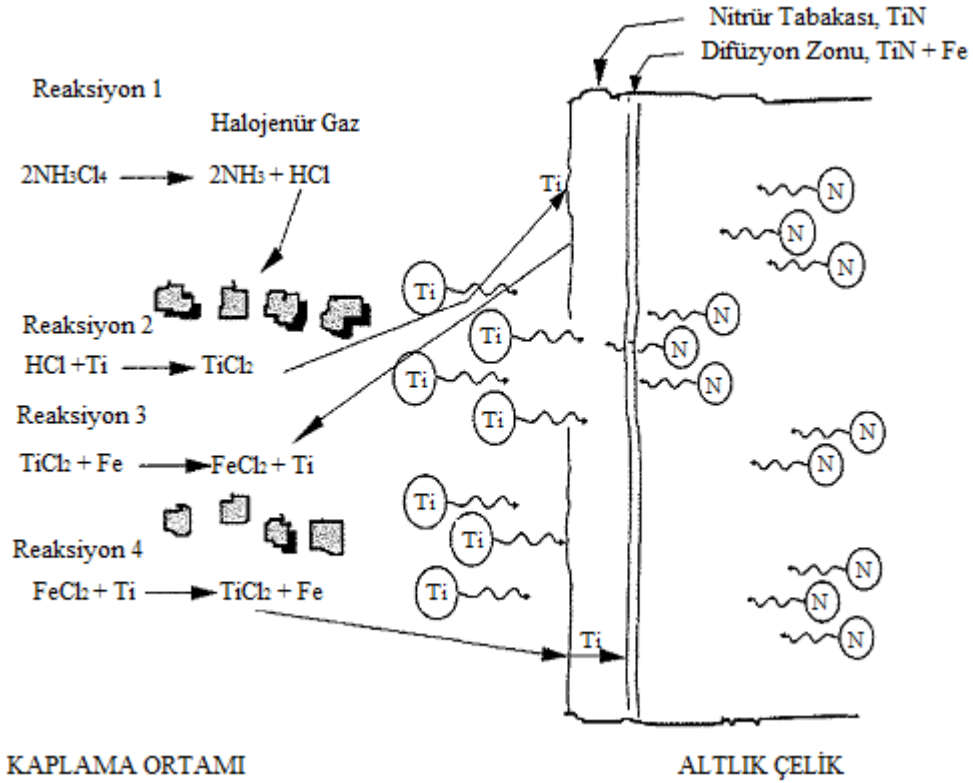 Nitrür Tabakası, TiN
Difüzyon Zonu, TiN + Fe
Reaksiyon 1
Halojenür Gaz
2NH₃Cl₄ → 2NH₃ + HCl
Reaksiyon 2
HCl +Ti → TiCl₂
Reaksiyon 3
TiCl₂ + Fe → FeCl₂ + Ti
Reaksiyon 4
FeCl₂ + Ti → TiCl₂ + Fe
Ti
Ti
Ti
Ti
Ti
Ti
Ti
Ti
Ti
N
N
N
N
N
N
N
N
N
N
N
KAPLAMA ORTAMI
ALTLIK ÇELİK